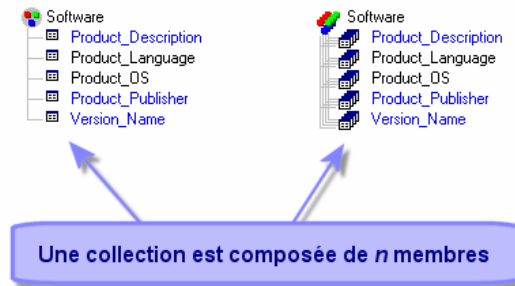 Software
Product_Description
Product_Language
Product_OS
Product_Publisher
Version_Name
Software
Product_Description
Product_Language
Product_OS
Product_Publisher
Version_Name
Une collection est composée de n membres